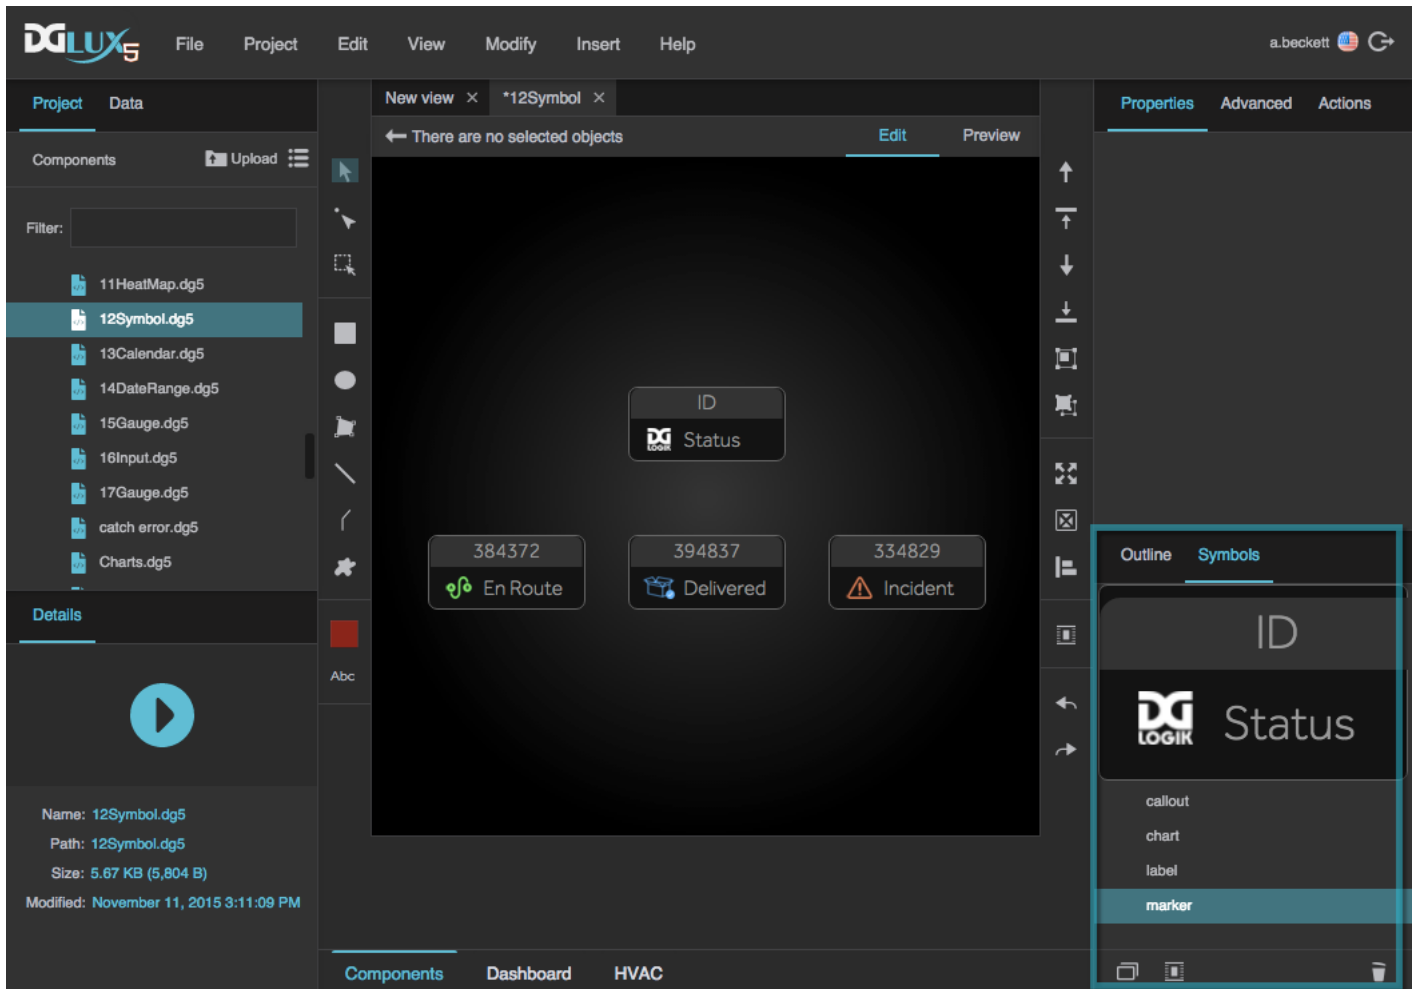 DGLUX5 File Project Edit View Modify Insert Help a.beckett
Project Data
Components Upload
Filter:
11HeatMap.dg5
12Symbol.dg5
13Calendar.dg5
14DateRange.dg5
15Gauge.dg5
16Input.dg5
17Gauge.dg5
catch error.dg5
Charts.dg5
Details
Name: 12Symbol.dg5
Path: 12Symbol.dg5
Size: 5.67 KB (5,804 B)
Modified: November 11, 2015 3:11:09 PM
Abc
New view × *12Symbol ×
There are no selected objects Edit Preview
ID
DG LOGIK Status
384372
En Route
394837
Delivered
334829
Incident
Components Dashboard HVAC
Properties Advanced Actions
Outline Symbols
ID
DG LOGIK Status
callout
chart
label
marker